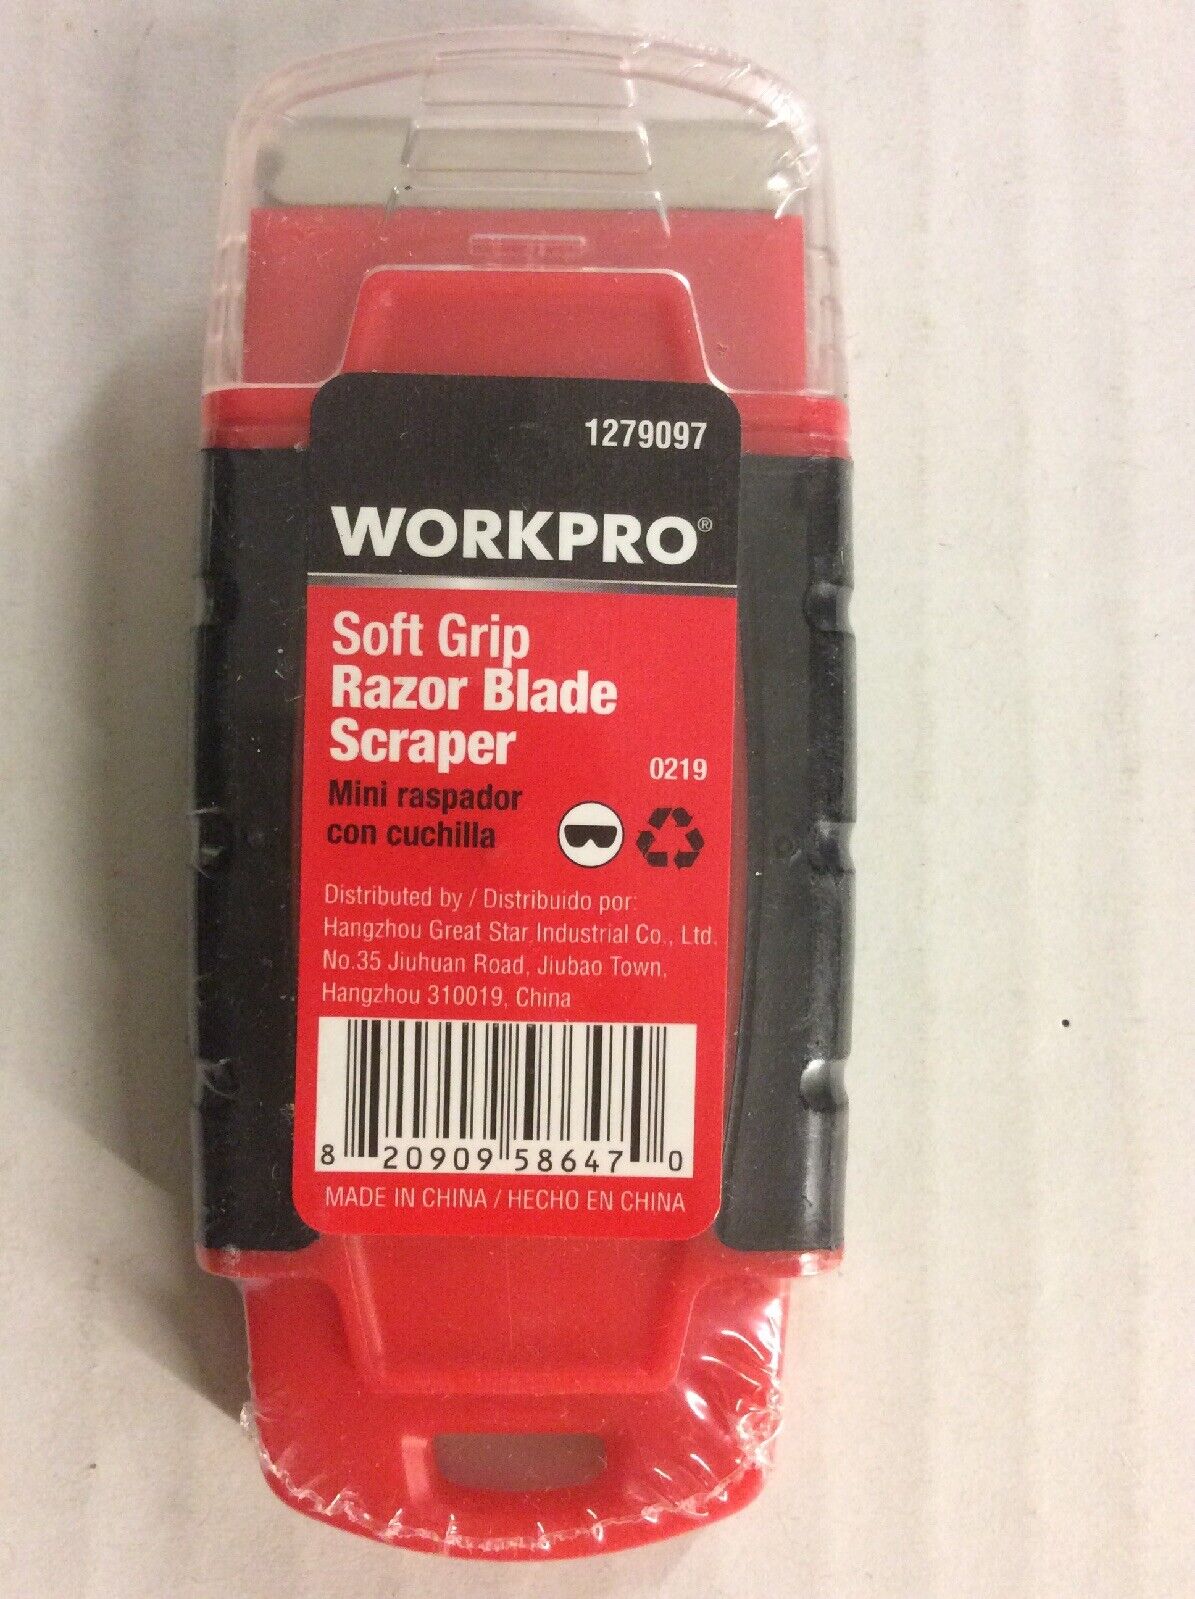 1279097
WORKPRO®
Soft Grip
Razor Blade
Scraper
0219
Mini raspador
con cuchilla
Distributed by / Distribuido por:
Hangzhou Great Star Industrial Co., Ltd.
No.35 Jiuhuan Road, Jiubao Town,
Hangzhou 310019, China
8 20909 58647 0
MADE IN CHINA / HECHO EN CHINA